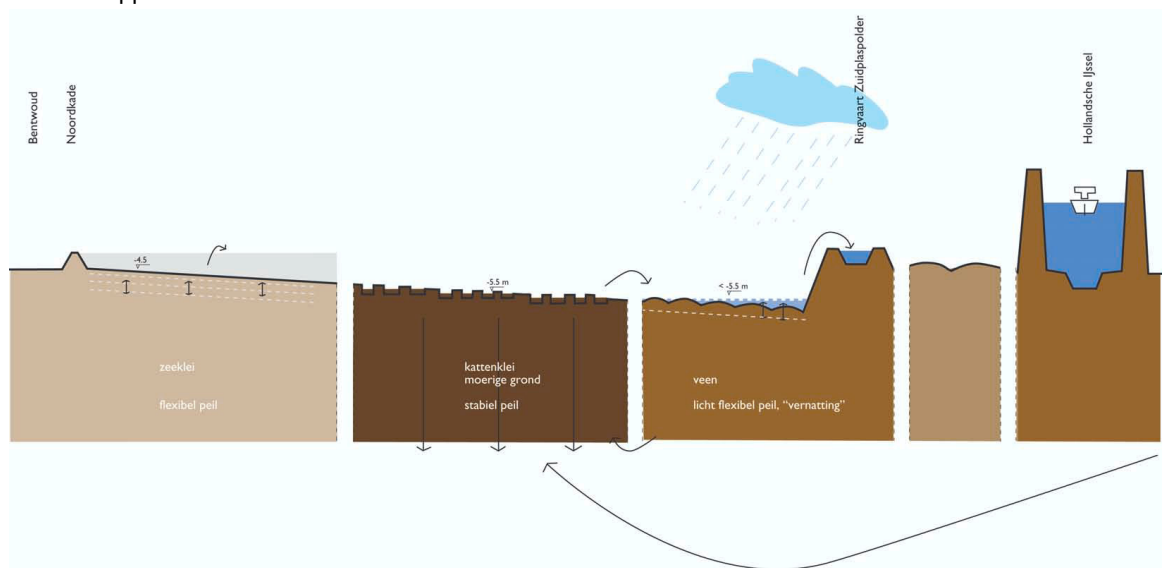 Bentwoud
Noordkade
Ringvaart Zuidplaspolder
Hollandsche IJssel
-4.5
-5.5 m
< -5.5 m
zeeklei
flexibel peil
kattenklei
moerige grond
stabiel peil
veen
licht flexibel peil, “vernatting”